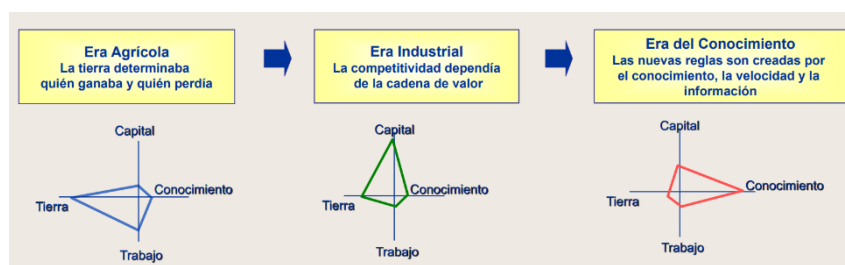 Era Agrícola
La tierra determinaba
quién ganaba y quién perdía
Era Industrial
La competitividad dependía
de la cadena de valor
Era del Conocimiento
Las nuevas reglas son creadas por
el conocimiento, la velocidad y la
información
Capital
Conocimiento
Tierra
Trabajo
Capital
Conocimiento
Tierra
Trabajo
Capital
Conocimiento
Tierra
Trabajo